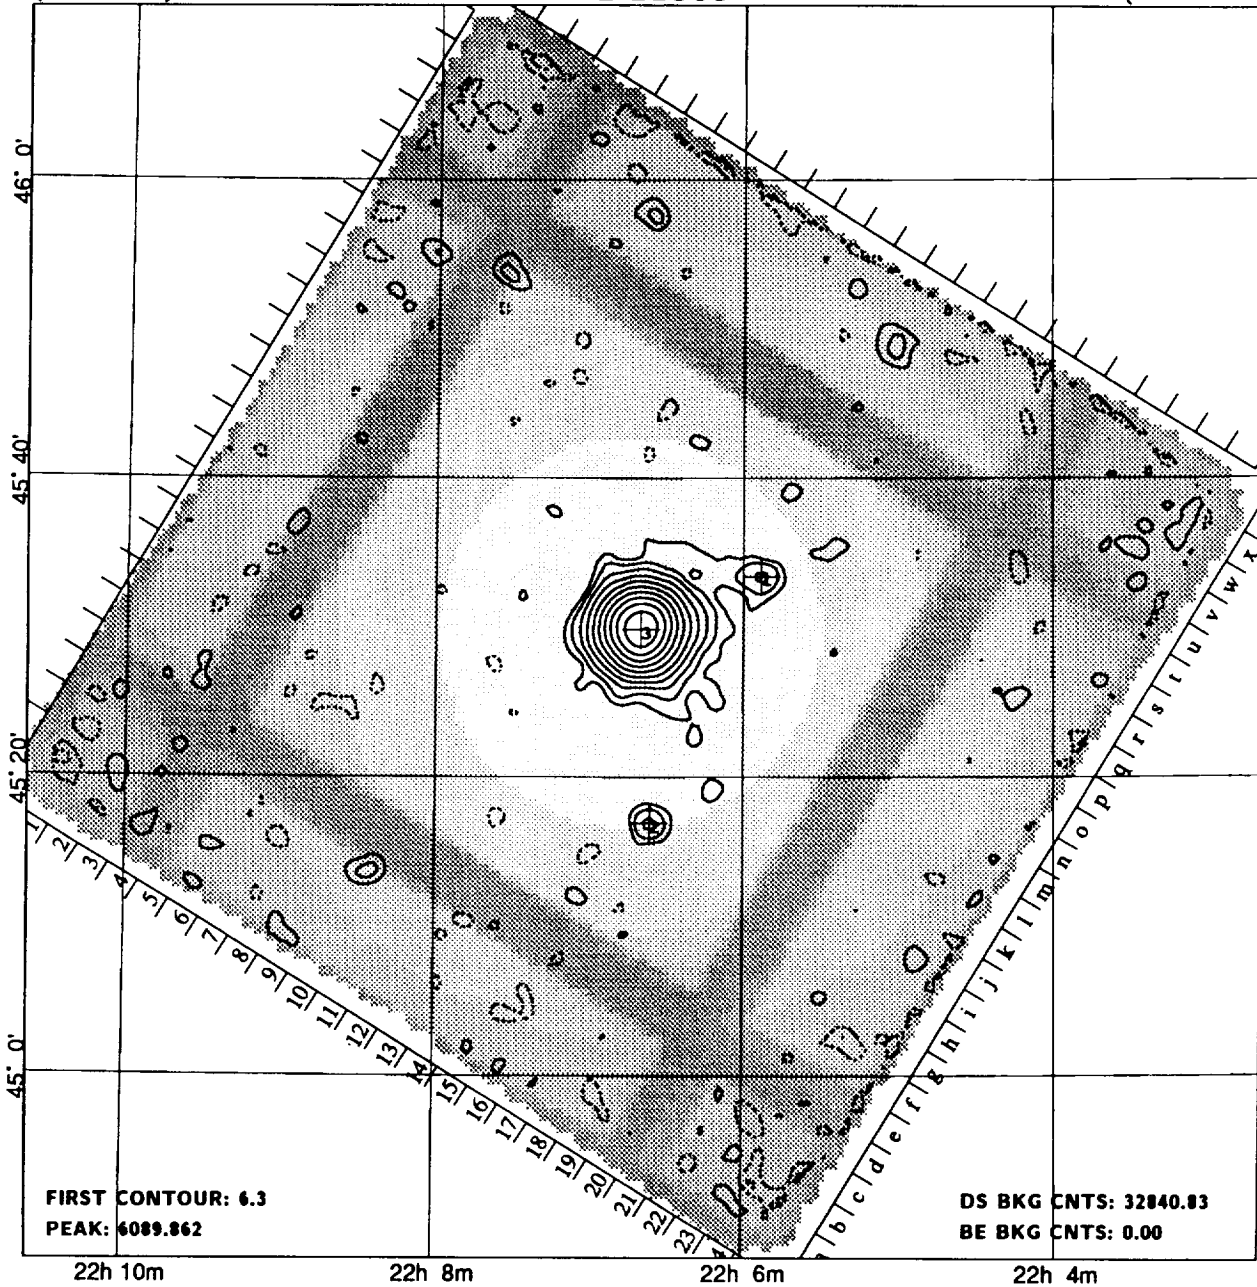 46° 0'
45° 40'
45° 20'
45° 0'
1 2 3 4 5 6 7 8 9 10 11 12 13 14 15 16 17 18 19 20 21 22 23
b c d e f g h i j k l m n o p q r s t u v w x
3
FIRST CONTOUR: 6.3
PEAK: 6089.862
DS BKG CNTS: 32840.83
BE BKG CNTS: 0.00
22h 10m
22h 8m
22h 6m
22h 4m